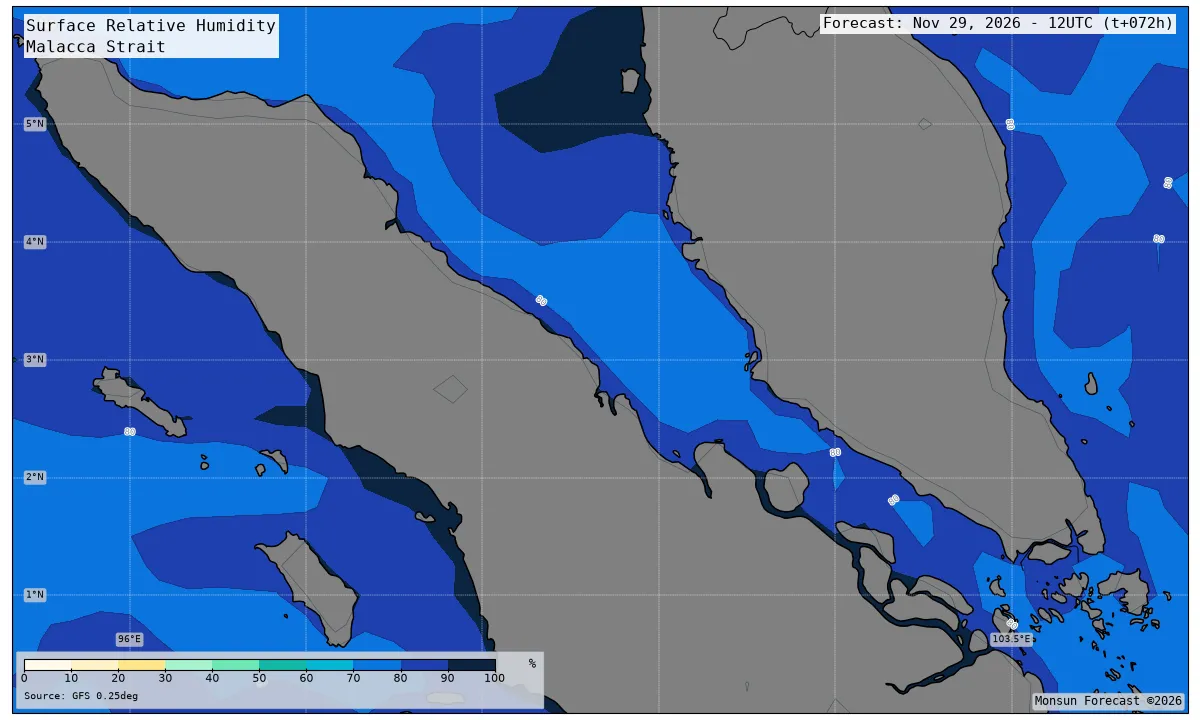 Surface Relative Humidity
Malacca Strait
Forecast: Nov 29, 2026 - 12UTC (t+072h)
5°N
80
80
4°N
80
80
3°N
80
80
2°N
80
1°N
80
96°E
103.5°E
%
0 10 20 30 40 50 60 70 80 90 100
Source: GFS 0.25deg
Monsun Forecast ©2026